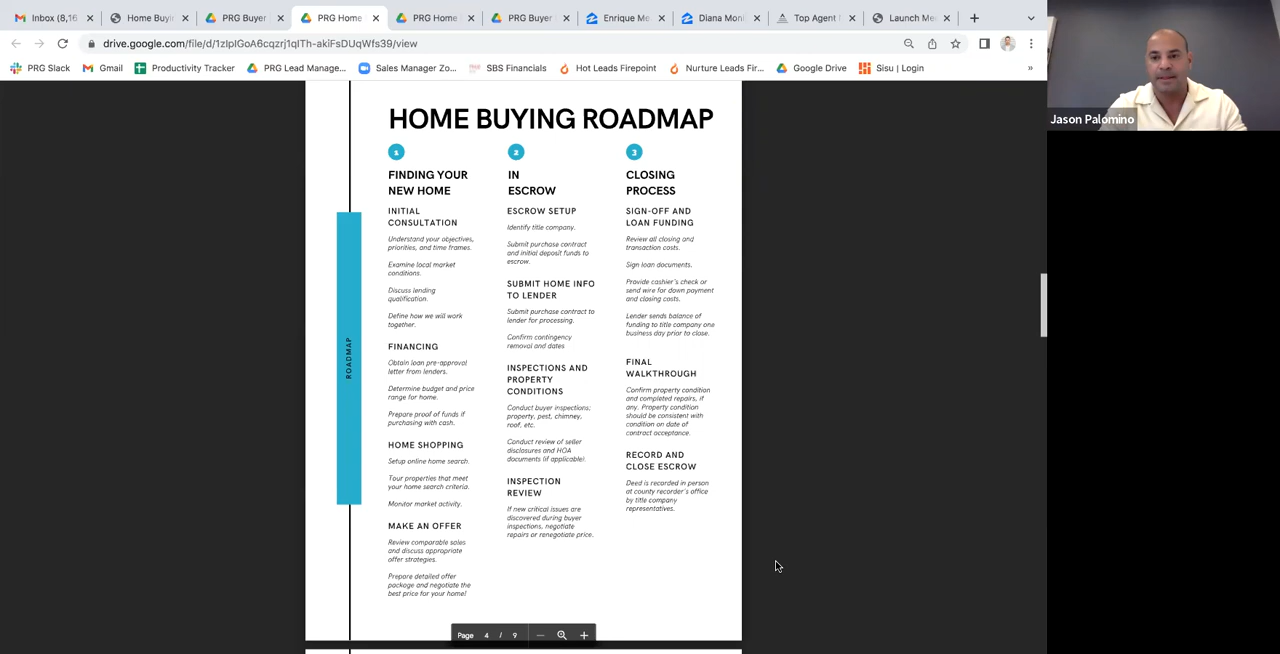 Inbox (8,16
Home Buyi
PRG Buyer
PRG Home
PRG Home
PRG Buyer
Enrique Me
Diana Mon
Top Agent
Launch Me
drive.google.com/file/d/1zIpIGoA6cqzrj1qITh-akiFsDUqWfs39/view
PRG Slack
Gmail
Productivity Tracker
PRG Lead Manage...
Sales Manager Zo...
SBS Financials
Hot Leads Firepoint
Nurture Leads Fir...
Google Drive
Sisu | Login
»
Jason Palomino
HOME BUYING ROADMAP
ROADMAP
1
FINDING YOUR
NEW HOME
INITIAL
CONSULTATION
Understand your objectives,
priorities, and time frames.
Examine local market
conditions.
Discuss lending
qualification.
Define how we will work
together.
FINANCING
Obtain loan pre-approval
letter from lenders.
Determine budget and price
range for home.
Prepare proof of funds if
purchasing with cash.
HOME SHOPPING
Setup online home search.
Tour properties that meet
your home search criteria.
Monitor market activity.
MAKE AN OFFER
Review comparable sales
and discuss appropriate
offer strategies.
Prepare detailed offer
package and negotiate the
best price for your home!
2
IN
ESCROW
ESCROW SETUP
Identify title company.
Submit purchase contract
and initial deposit funds to
escrow.
SUBMIT HOME INFO
TO LENDER
Submit purchase contract to
lender for processing.
Confirm contingency
removal and dates
INSPECTIONS AND
PROPERTY
CONDITIONS
Conduct buyer inspections;
property, pest, chimney,
roof, etc.
Conduct review of seller
disclosures and HOA
documents (if applicable).
INSPECTION
REVIEW
If new critical issues are
discovered during buyer
inspections, negotiate
repairs or renegotiate price.
3
CLOSING
PROCESS
SIGN-OFF AND
LOAN FUNDING
Review all closing and
transaction costs.
Sign loan documents.
Provide cashier's check or
send wire for down payment
and closing costs.
Lender sends balance of
funding to title company one
business day prior to close.
FINAL
WALKTHROUGH
Confirm property condition
and completed repairs, if
any. Property condition
should be consistent with
condition on date of
contract acceptance.
RECORD AND
CLOSE ESCROW
Deed is recorded in person
at county recorder's office
by title company
representatives.
Page 4 / 9